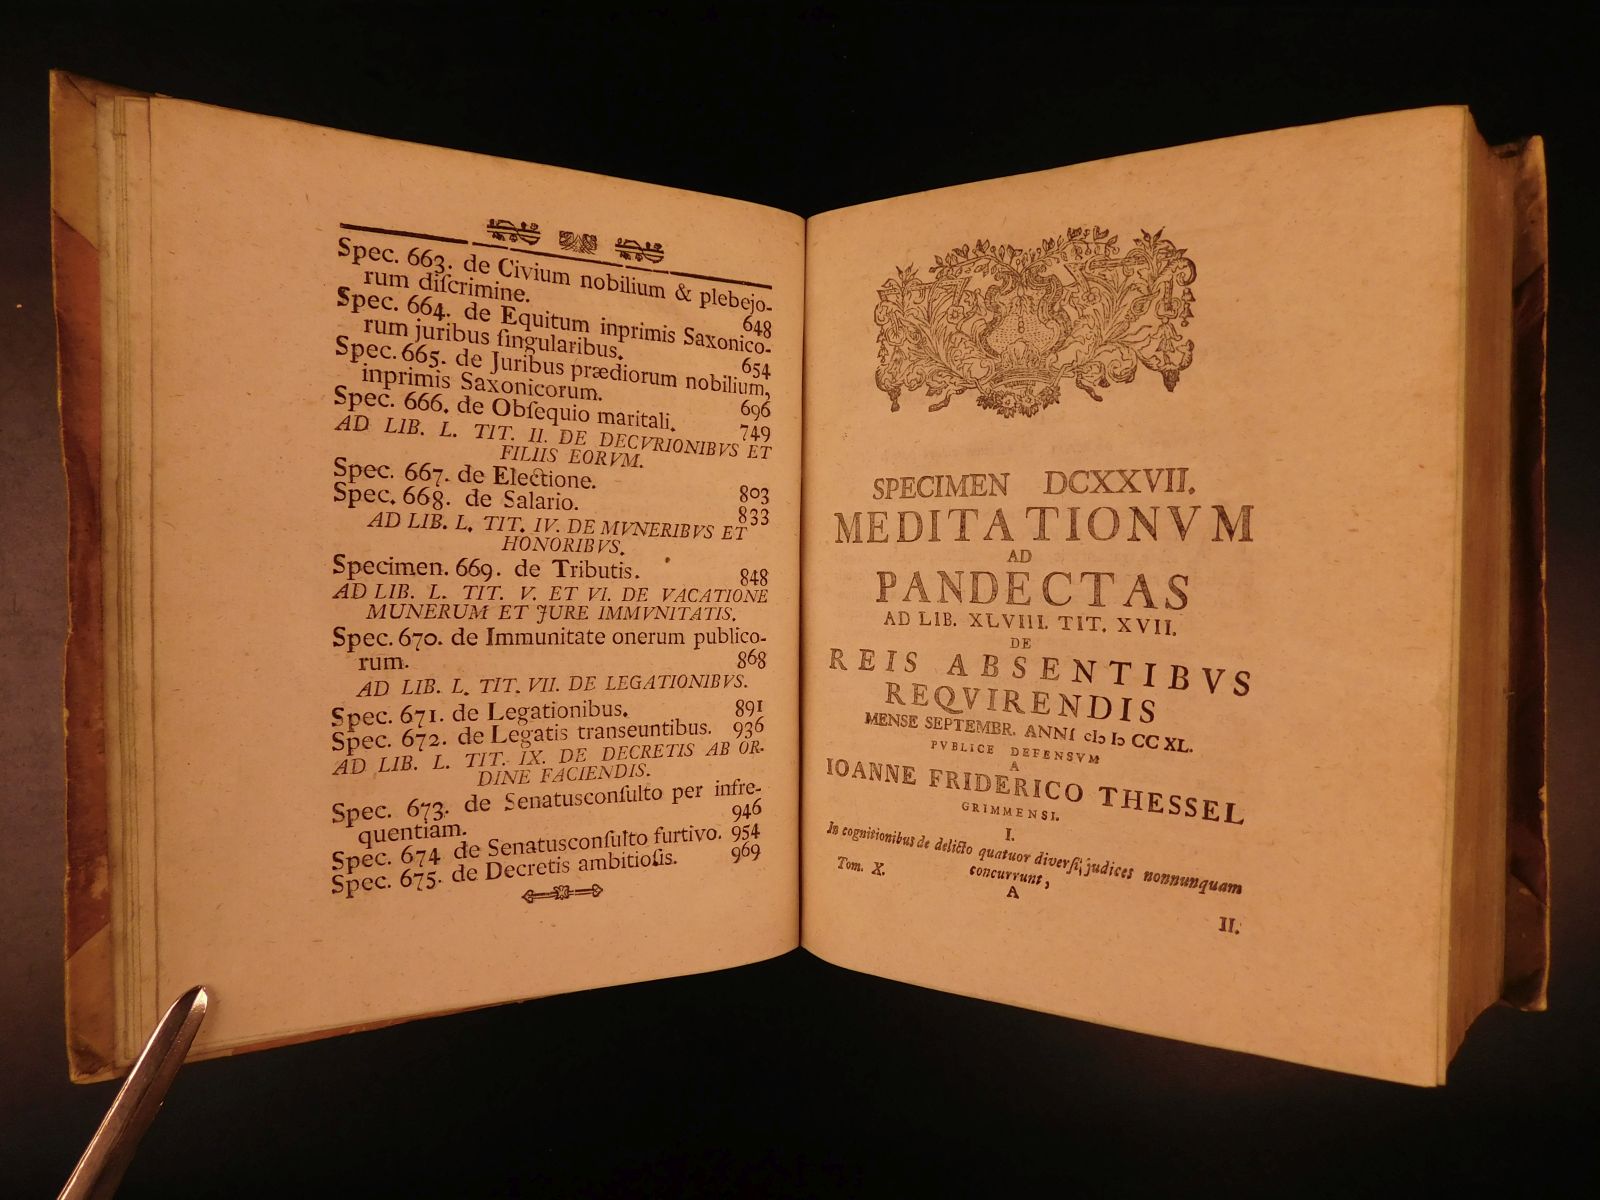 Spec. 663. de Civium nobilium & plebejo-
rum diſcrimine. 648
Spec. 664. de Equitum inprimis Saxonico-
rum juribus ſingularibus. 654
Spec. 665. de Juribus prædiorum nobilium,
inprimis Saxonicorum. 696
Spec. 666. de Obſequio maritali. 749
AD LIB. L. TIT. II. DE DECVRIONIBVS ET
FILIIS EORVM.
Spec. 667. de Electione. 803
Spec. 668. de Salario. 833
AD LIB. L. TIT. IV. DE MVNERIBVS ET
HONORIBVS.
Specimen. 669. de Tributis. 848
AD LIB. L. TIT. V. ET VI. DE VACATIONE
MUNERUM ET JURE IMMVNITATIS.
Spec. 670. de Immunitate onerum publico-
rum. 868
AD LIB. L. TIT. VII. DE LEGATIONIBVS.
Spec. 671. de Legationibus. 891
Spec. 672. de Legatis transeuntibus. 936
AD LIB. L. TIT. IX. DE DECRETIS AB OR-
DINE FACIENDIS.
Spec. 673. de Senatusconſulto per infre-
quentiam. 946
Spec. 674. de Senatusconſulto furtivo. 954
Spec. 675. de Decretis ambitioſis. 969
SPECIMEN DCXXVII.
MEDITATIONVM
AD
PANDECTAS
AD LIB. XLVIII. TIT. XVII.
DE
REIS ABSENTIBVS
REQVIRENDIS
MENSE SEPTEMBR. ANNI cIↄ Iↄ CC XL.
PVBLICE DEFENSVM
A
IOANNE FRIDERICO THESSEL
GRIMMENSI.
I.
In cognitionibus de delicto quatuor diverſi judices nonnunquam
concurrunt,
Tom. X. A
II.